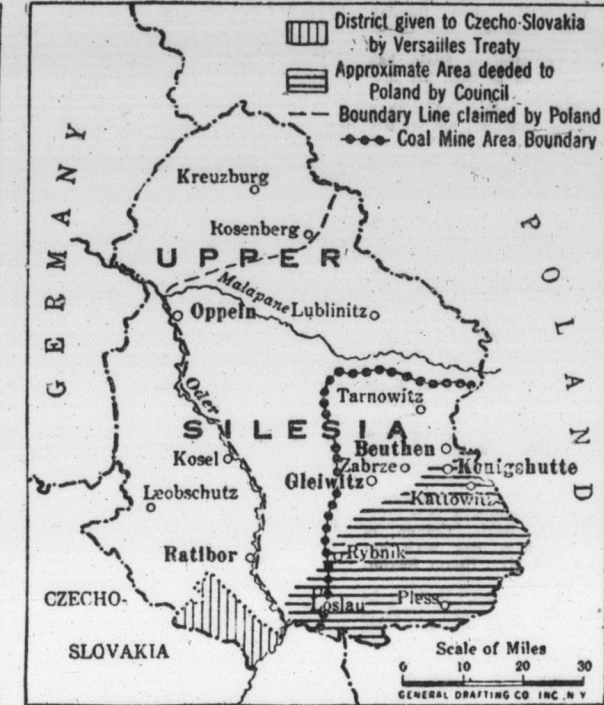 District given to Czecho-Slovakia
by Versailles Treaty
Approximate Area deeded to
Poland by Council
Boundary Line claimed by Poland
Coal Mine Area Boundary
GERMANY
POLAND
Kreuzburg
Rosenberg
UPPER
Malapane
Lublinitz
Oppeln
Oder
Tarnowitz
SILESIA
Beuthen
Kosel
Zabrze
Königshutte
Gleiwitz
Kattowitz
Leobschutz
Ratibor
Rybnik
CZECHO-
SLOVAKIA
Loslau
Pless
Scale of Miles
0 10 20 30
GENERAL DRAFTING CO INC, N Y